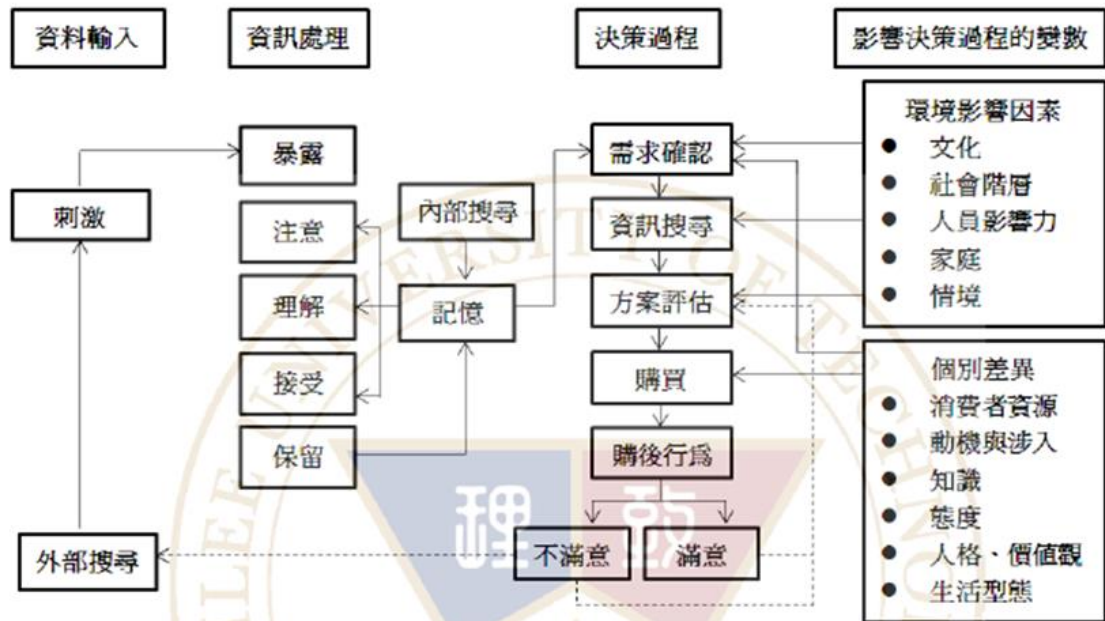 資料輸入
資訊處理
決策過程
影響決策過程的變數
刺激
外部搜尋
暴露
注意
理解
接受
保留
內部搜尋
記憶
需求確認
資訊搜尋
方案評估
購買
購後行為
不滿意
滿意
環境影響因素
● 文化
● 社會階層
● 人員影響力
● 家庭
● 情境
個別差異
● 消費者資源
● 動機與涉入
● 知識
● 態度
● 人格、價值觀
● 生活型態
UNIVERSITY OF TECHNO
理 致